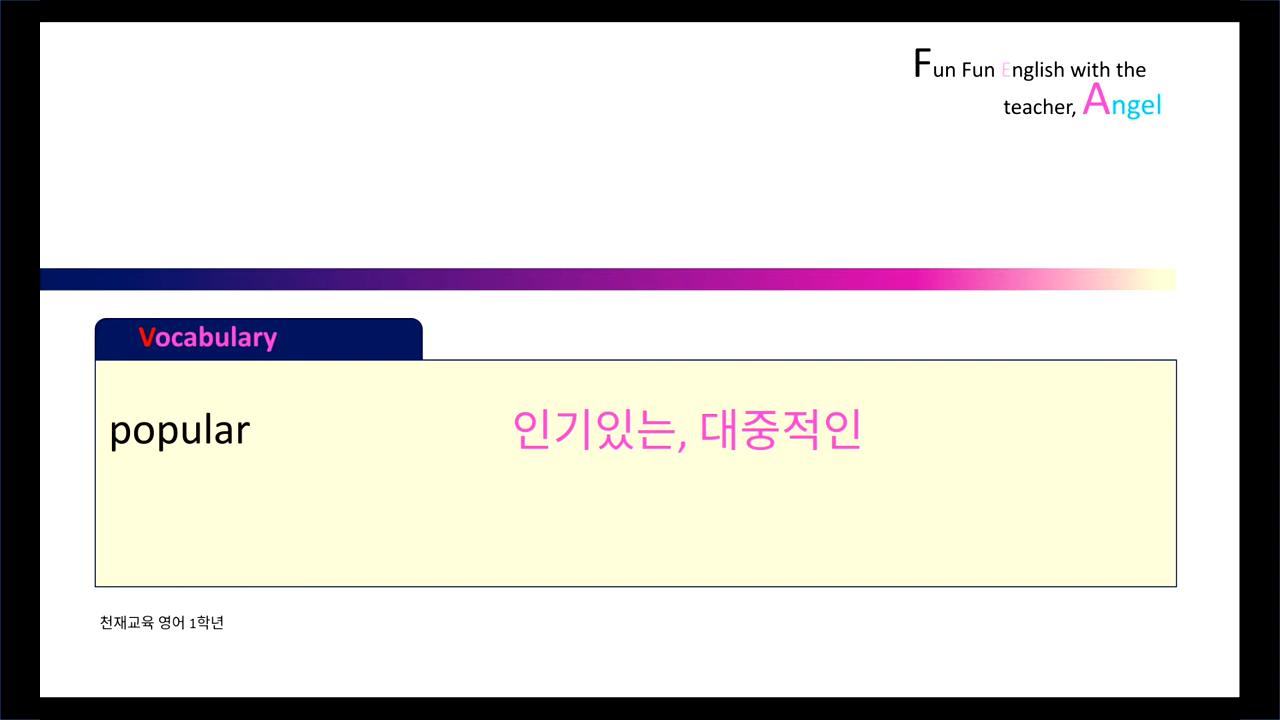 Fun Fun English with the
teacher, Angel
Vocabulary
popular 인기있는, 대중적인
천재교육 영어 1학년